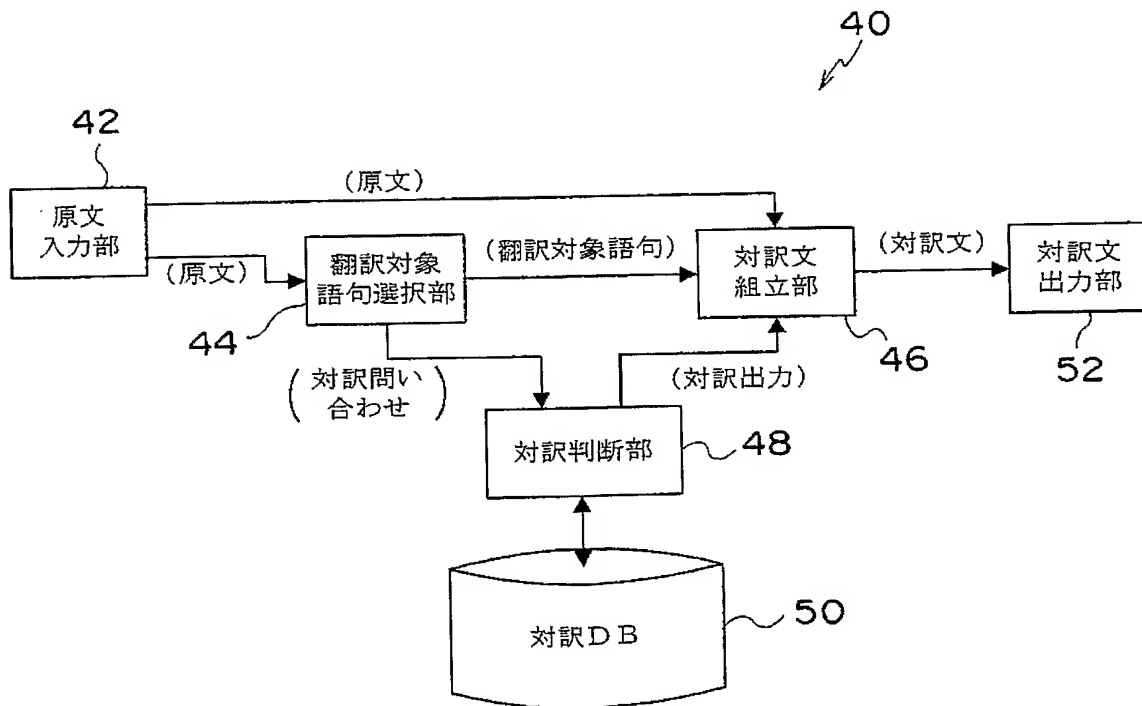 40
42
原文
入力部
(原文)
(原文)
翻訳対象
語句選択部
44
(翻訳対象語句)
対訳文
組立部
46
(対訳文)
対訳文
出力部
52
(対訳問い
合わせ)
(対訳出力)
対訳判断部
48
対訳DB
50